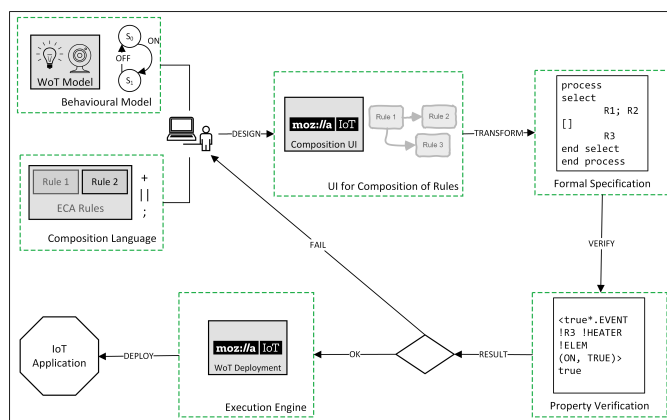 S0
ON
OFF
S1
WoT Model
Behavioural Model
Rule 1
Rule 2
+
||
;
ECA Rules
Composition Language
DESIGN
moz://a IoT
Composition UI
Rule 1
Rule 2
Rule 3
UI for Composition of Rules
TRANSFORM
process
select
R1; R2
[]
R3
end select
end process
Formal Specification
VERIFY
FAIL
<true*.EVENT
!R3 !HEATER
!ELEM
(ON, TRUE)>
true
Property Verification
RESULT
OK
moz://a IoT
WoT Deployment
Execution Engine
DEPLOY
IoT
Application